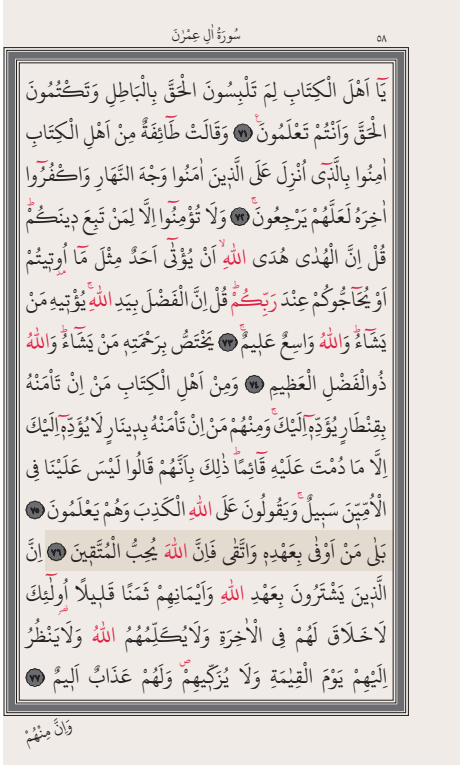 سُورَةُ اٰلِ عِمْرٰنَ ٥٨
يَٓا اَهْلَ الْكِتَابِ لِمَ تَلْبِسُونَ الْحَقَّ بِالْبَاطِلِ وَتَكْتُمُونَ
الْحَقَّ وَاَنْتُمْ تَعْلَمُونَۚ ﴿٧١﴾ وَقَالَتْ طَٓائِفَةٌ مِنْ اَهْلِ الْكِتَابِ
اٰمِنُوا بِالَّذٖٓي اُنْزِلَ عَلَى الَّذٖينَ اٰمَنُوا وَجْهَ النَّهَارِ وَاكْفُرُٓوا
اٰخِرَهُ لَعَلَّهُمْ يَرْجِعُونَۚ ﴿٧٢﴾ وَلَا تُؤْمِنُٓوا اِلَّا لِمَنْ تَبِعَ دٖينَكُمْؕ
قُلْ اِنَّ الْهُدٰى هُدَى اللّٰهِۙ اَنْ يُؤْتٰٓى اَحَدٌ مِثْلَ مَٓا اُو۫تٖيتُمْ
اَوْ يُحَٓاجُّوكُمْ عِنْدَ رَبِّكُمْؕ قُلْ اِنَّ الْفَضْلَ بِيَدِ اللّٰهِۚ يُؤْتٖيهِ مَنْ
يَشَٓاءُؕ وَاللّٰهُ وَاسِعٌ عَلٖيمٌۚ ﴿٧٣﴾ يَخْتَصُّ بِرَحْمَتِهٖ مَنْ يَشَٓاءُؕ وَاللّٰهُ
ذُوالْفَضْلِ الْعَظٖيمِ ﴿٧٤﴾ وَمِنْ اَهْلِ الْكِتَابِ مَنْ اِنْ تَأْمَنْهُ
بِقِنْطَارٍ يُؤَدِّهٖٓ اِلَيْكَۚ وَمِنْهُمْ مَنْ اِنْ تَأْمَنْهُ بِدٖينَارٍ لَا يُؤَدِّهٖٓ اِلَيْكَ
اِلَّا مَا دُمْتَ عَلَيْهِ قَٓائِمًاؕ ذٰلِكَ بِاَنَّهُمْ قَالُوا لَيْسَ عَلَيْنَا فِي
الْاُمِّيّٖنَ سَبٖيلٌۚ وَيَقُولُونَ عَلَى اللّٰهِ الْكَذِبَ وَهُمْ يَعْلَمُونَ ﴿٧٥﴾
بَلٰى مَنْ اَوْفٰى بِعَهْدِهٖ وَاتَّقٰى فَاِنَّ اللّٰهَ يُحِبُّ الْمُتَّقٖينَ ﴿٧٦﴾ اِنَّ
الَّذٖينَ يَشْتَرُونَ بِعَهْدِ اللّٰهِ وَاَيْمَانِهِمْ ثَمَنًا قَلٖيلًا اُو۬لٰٓئِكَ
لَا خَلَاقَ لَهُمْ فِي الْاٰخِرَةِ وَلَا يُكَلِّمُهُمُ اللّٰهُ وَلَا يَنْظُرُ
اِلَيْهِمْ يَوْمَ الْقِيٰمَةِ وَلَا يُزَكّٖيهِمْࣕ وَلَهُمْ عَذَابٌ اَلٖيمٌ ﴿٧٧﴾
وَاِنَّ مِنْهُمْ